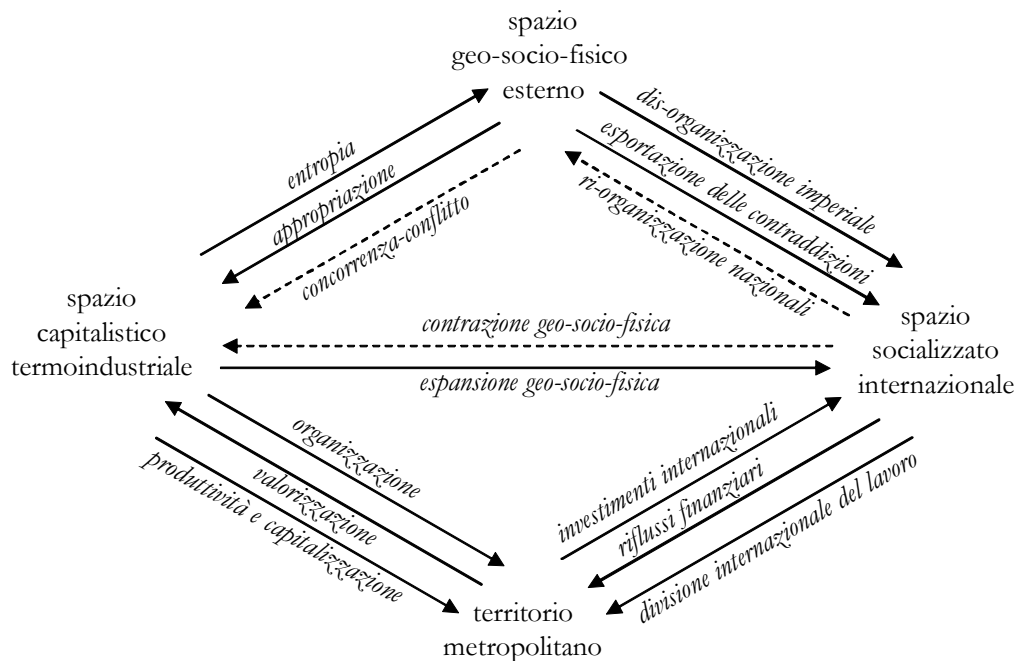 spazio
geo-socio-fisico
esterno
entropia
appropriazione
concorrenza-conflitto
dis-organizzazione imperiale
esportazione delle contraddizioni
ri-organizzazione nazionali
spazio
capitalistico
termoindustriale
contrazione geo-socio-fisica
espansione geo-socio-fisica
spazio
socializzato
internazionale
organizzazione
valorizzazione
produttività e capitalizzazione
investimenti internazionali
riflussi finanziari
divisione internazionale del lavoro
territorio
metropolitano